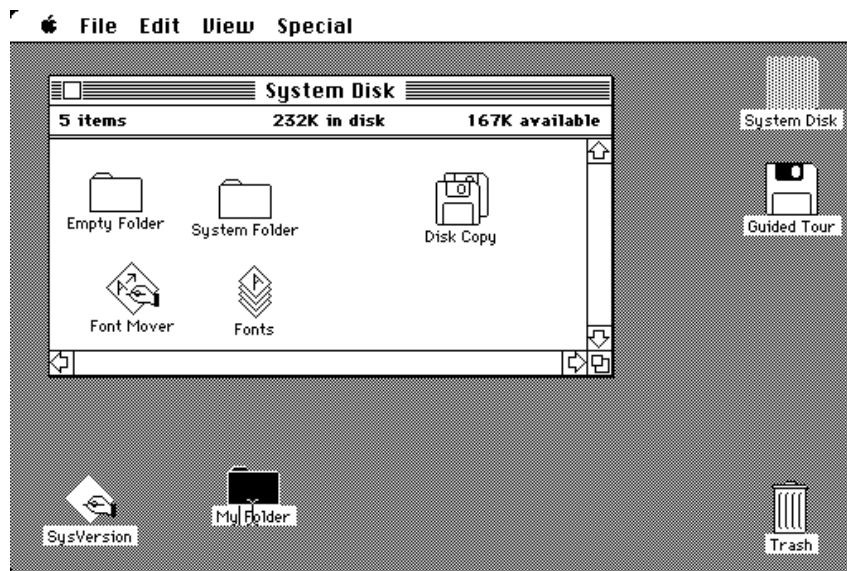 File Edit View Special
System Disk
5 items 232K in disk 167K available
Empty Folder System Folder Disk Copy
Font Mover Fonts
System Disk
Guided Tour
SysVersion My Folder Trash